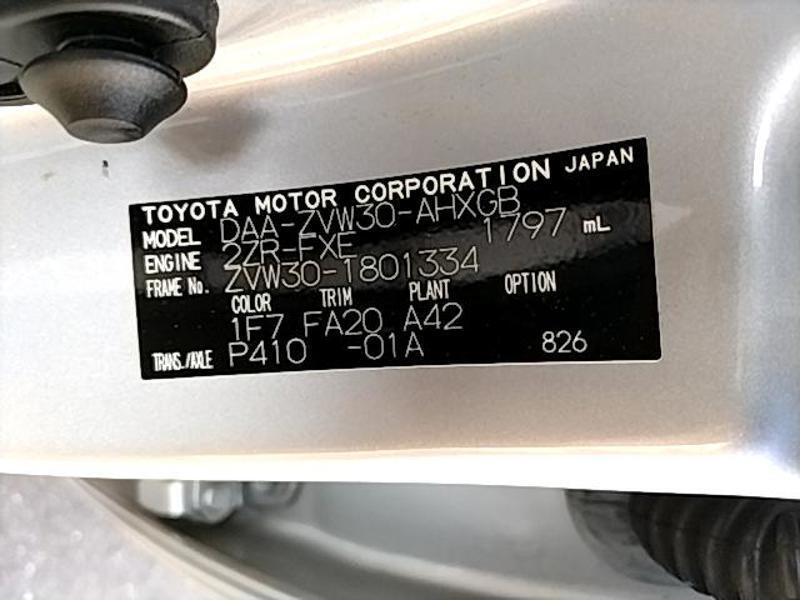 TOYOTA MOTOR CORPORATION JAPAN
MODEL DAA-ZVW30-AHXGB
ENGINE 2ZR-FXE 1797 mL
FRAME No. ZVW30-1801334
COLOR TRIM PLANT OPTION
1F7 FA20 A42
TRANS./AXLE P410 -01A 826